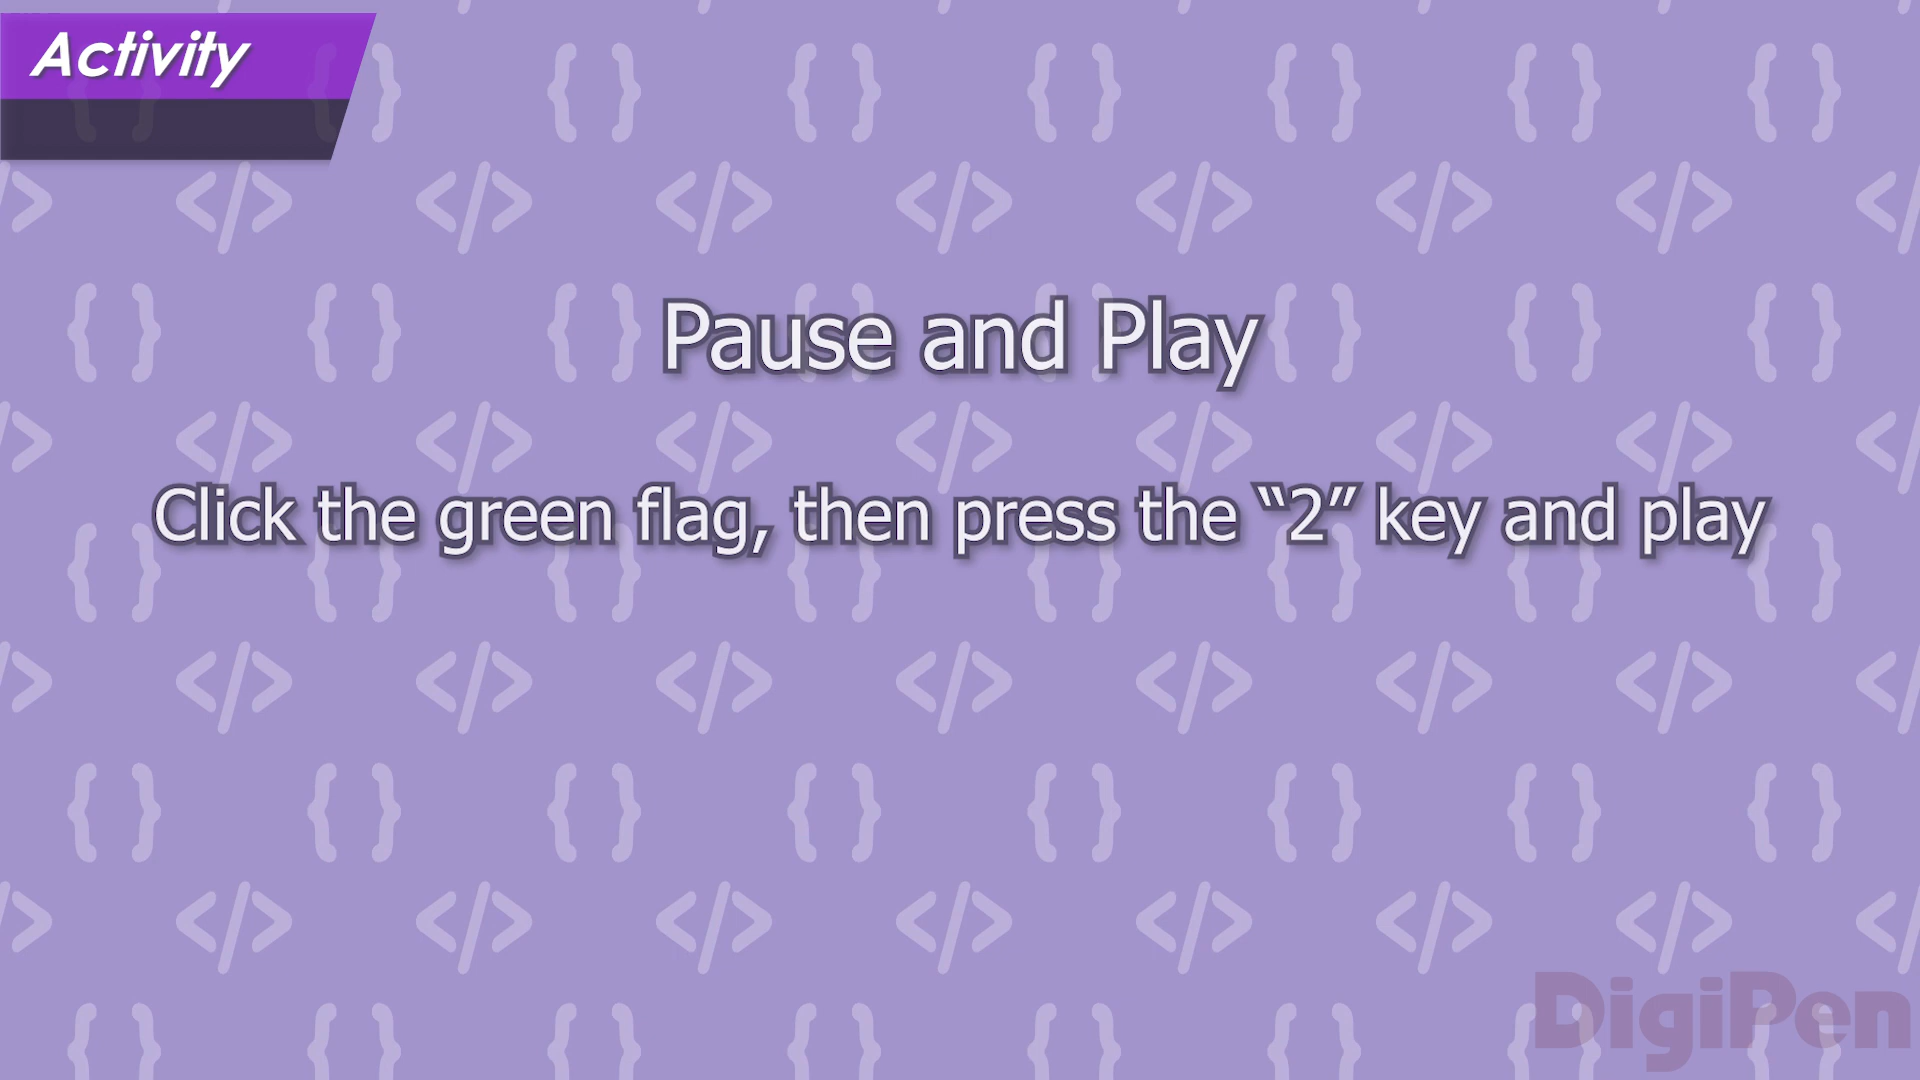 Activity
Pause and Play
Click the green flag, then press the “2” key and play
DigiPen